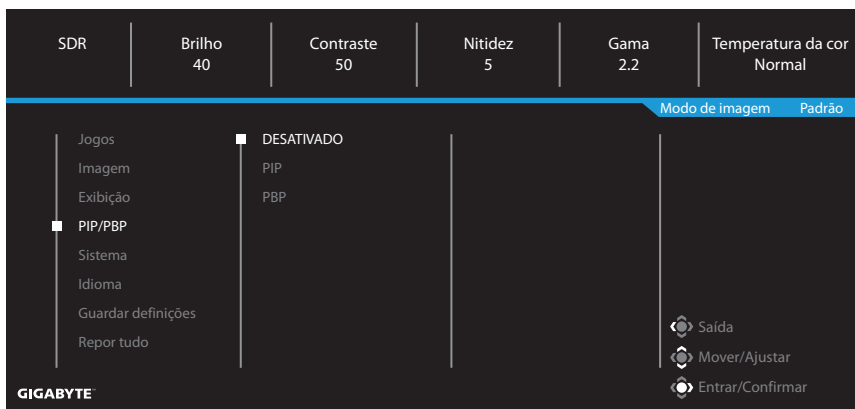 SDR Brilho Contraste Nitidez Gama Temperatura da cor
40 50 5 2.2 Normal
Modo de imagem Padrão
Jogos DESATIVADO
Imagem PIP
Exibição PBP
PIP/PBP
Sistema
Idioma
Guardar definições
Saída
Repor tudo
Mover/Ajustar
GIGABYTE™ Entrar/Confirmar